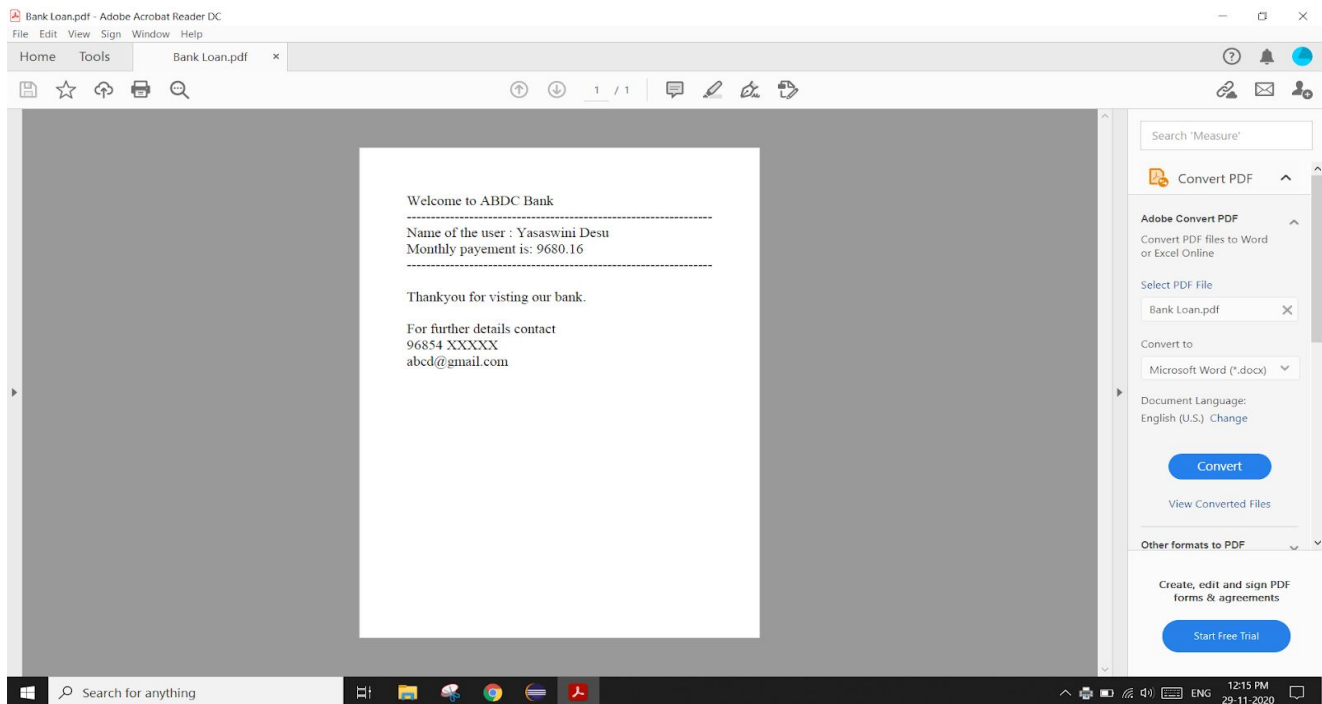 Bank Loan.pdf - Adobe Acrobat Reader DC
File Edit View Sign Window Help
Home Tools Bank Loan.pdf ×
1 / 1
Search 'Measure'
Welcome to ABDC Bank
----------------------------------------------------------------
Name of the user : Yasaswini Desu
Monthly payement is: 9680.16
----------------------------------------------------------------
Thankyou for visting our bank.
For further details contact
96854 XXXXX
abcd@gmail.com
Convert PDF
Adobe Convert PDF
Convert PDF files to Word
or Excel Online
Select PDF File
Bank Loan.pdf
Convert to
Microsoft Word (*.docx)
Document Language:
English (U.S.) Change
Convert
View Converted Files
Other formats to PDF
Create, edit and sign PDF
forms & agreements
Start Free Trial
Search for anything
ENG
12:15 PM
29-11-2020